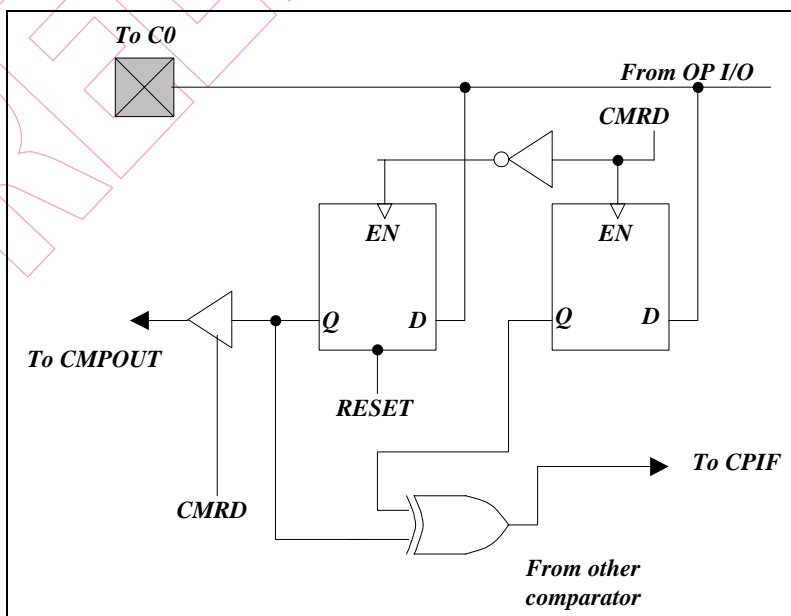 To C0
From OP I/O
CMRD
EN
EN
Q
D
Q
D
To CMPOUT
RESET
To CPIF
CMRD
From other
comparator